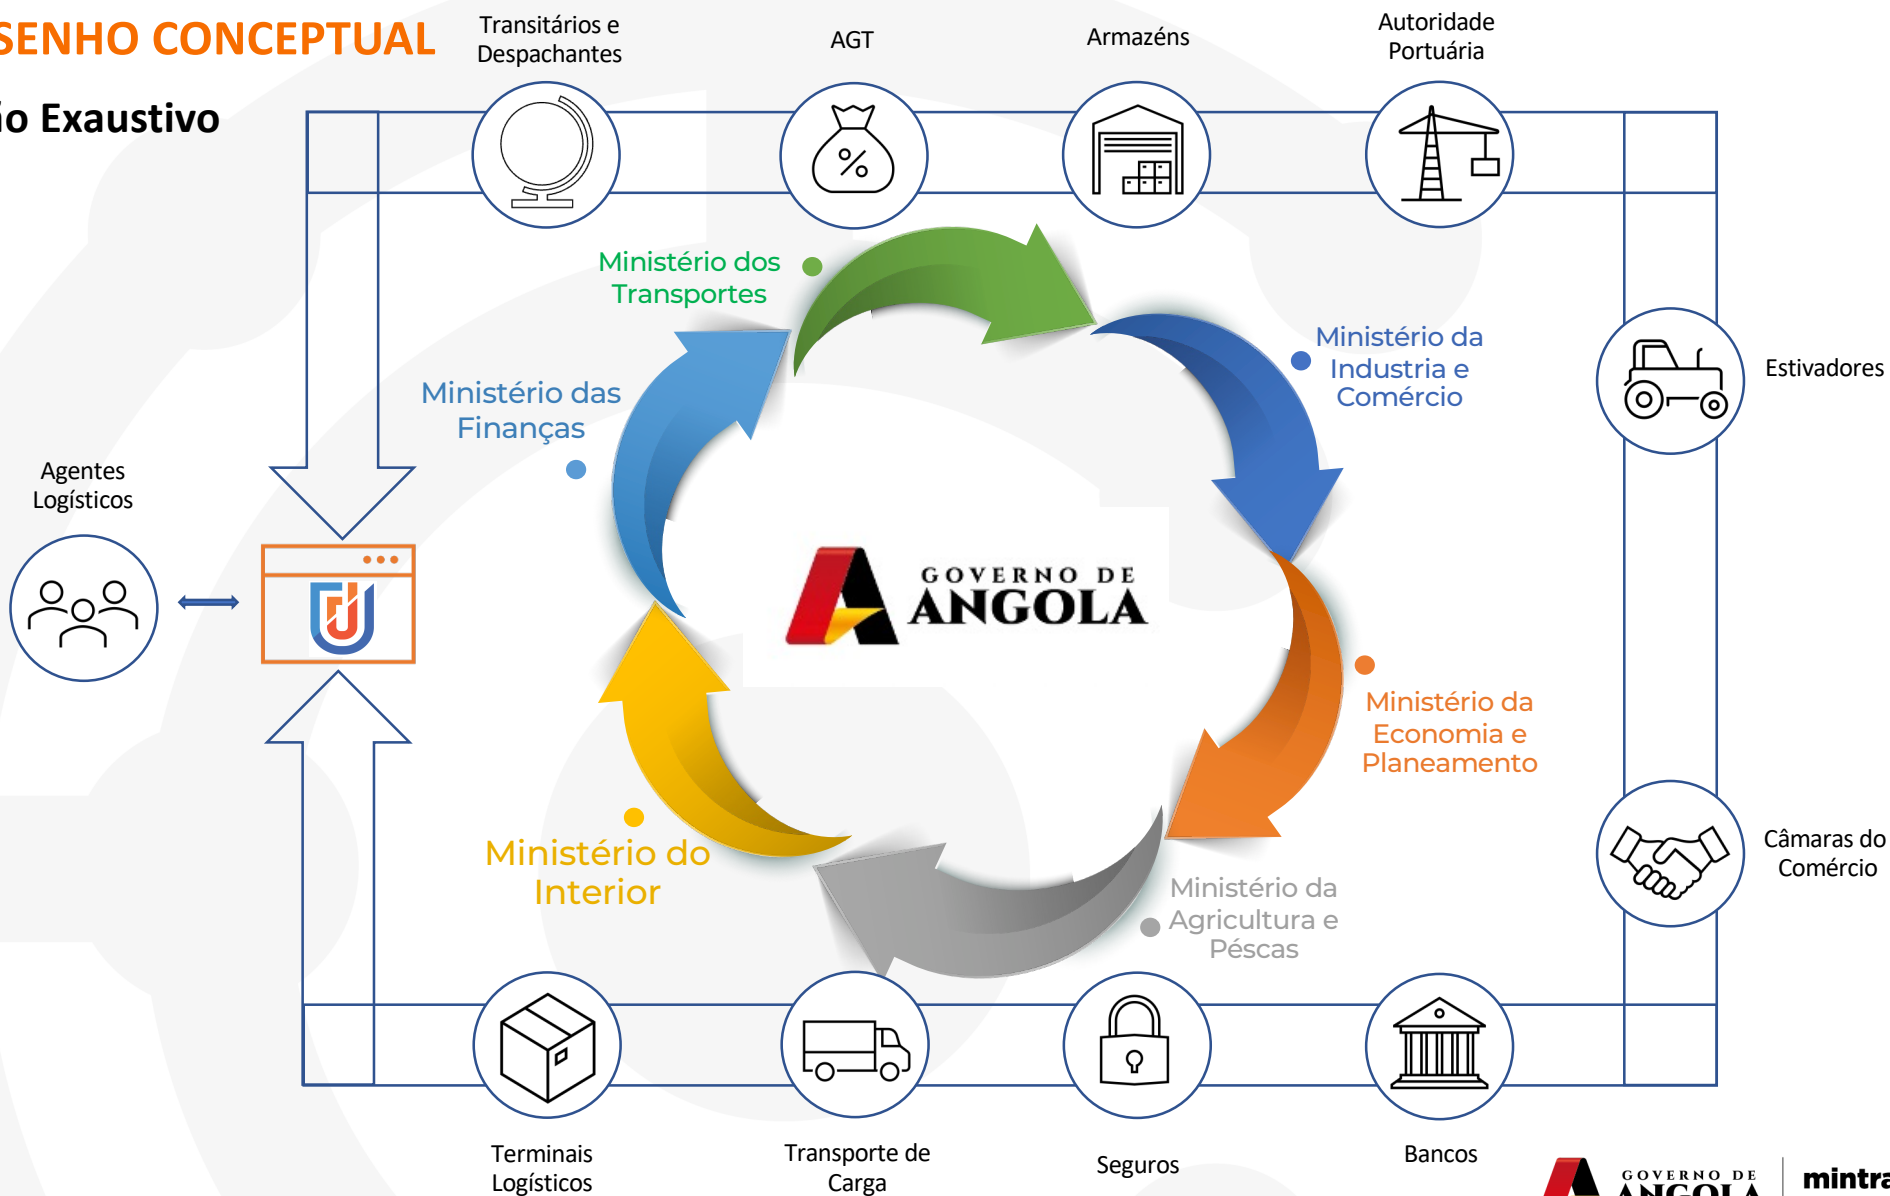 SENHO CONCEPTUAL
o Exaustivo
Transitários e
Despachantes
AGT
Armazéns
Autoridade
Portuária
Ministério dos
Transportes
Ministério da
Industria e
Comércio
Estivadores
Ministério das
Finanças
Agentes
Logísticos
GOVERNO DE
ANGOLA
Ministério da
Economia e
Planeamento
Ministério do
Interior
Câmaras do
Comércio
Ministério da
Agricultura e
Péscas
Terminais
Logísticos
Transporte de
Carga
Seguros
Bancos
GOVERNO DE
ANGOLA
mintra